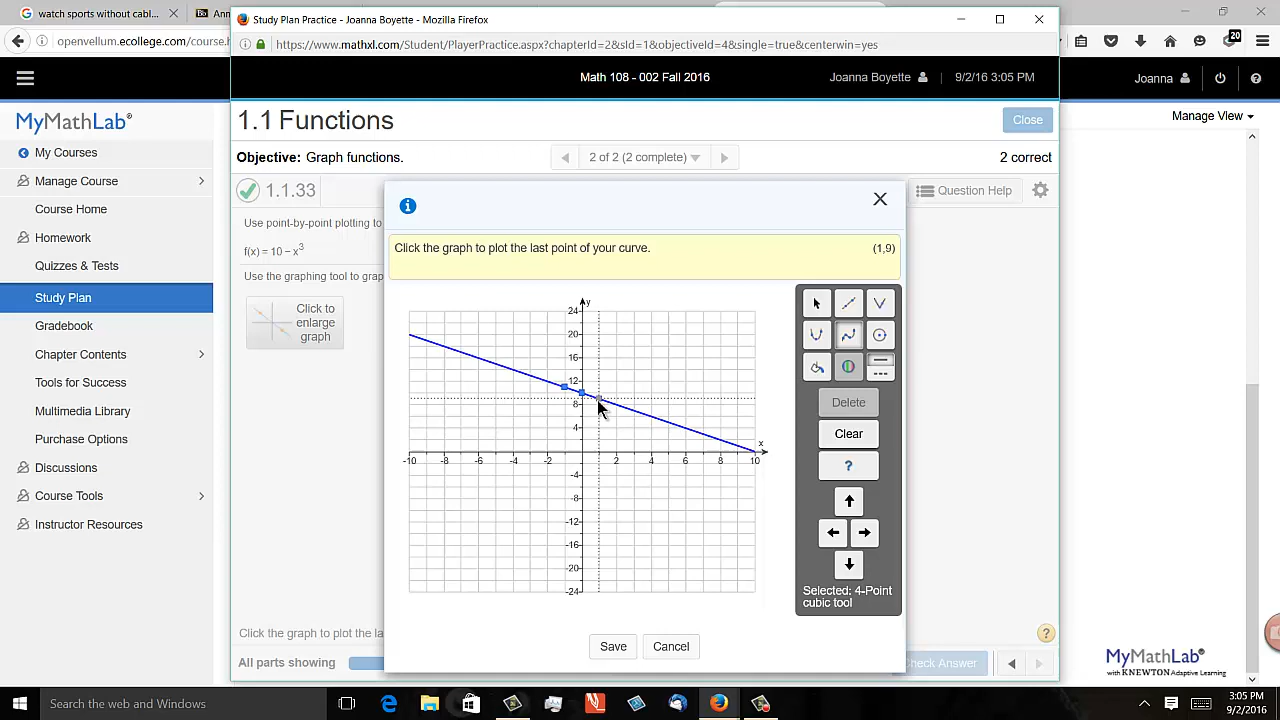 watch sports without cabl...
Ann
Study Plan Practice - Joanna Boyette - Mozilla Firefox
openvellum.ecollege.com/course.h
https://www.mathxl.com/Student/PlayerPractice.aspx?chapterId=2&sId=1&objectiveId=4&single=true&centerwin=yes
20
Math 108 - 002 Fall 2016
Joanna Boyette
9/2/16 3:05 PM
Joanna
MyMathLab®
Manage View
My Courses
Manage Course
Course Home
Homework
Quizzes & Tests
Study Plan
Gradebook
Chapter Contents
Tools for Success
Multimedia Library
Purchase Options
Discussions
Course Tools
Instructor Resources
1.1 Functions
Close
Objective: Graph functions.
2 of 2 (2 complete)
2 correct
1.1.33
Question Help
Use point-by-point plotting to
f(x) = 10 − x³
Use the graphing tool to grap
Click to
enlarge
graph
Click the graph to plot the last point of your curve.
(1,9)
y
24
20
16
12
8
4
x
-10 -8 -6 -4 -2 2 4 6 8 10
-4
-8
-12
-16
-20
-24
Delete
Clear
?
Selected: 4-Point
cubic tool
Save
Cancel
Click the graph to plot the la
All parts showing
Check Answer
?
MyMathLab®
with KNEWTON Adaptive Learning
Search the web and Windows
3:05 PM
9/2/2016